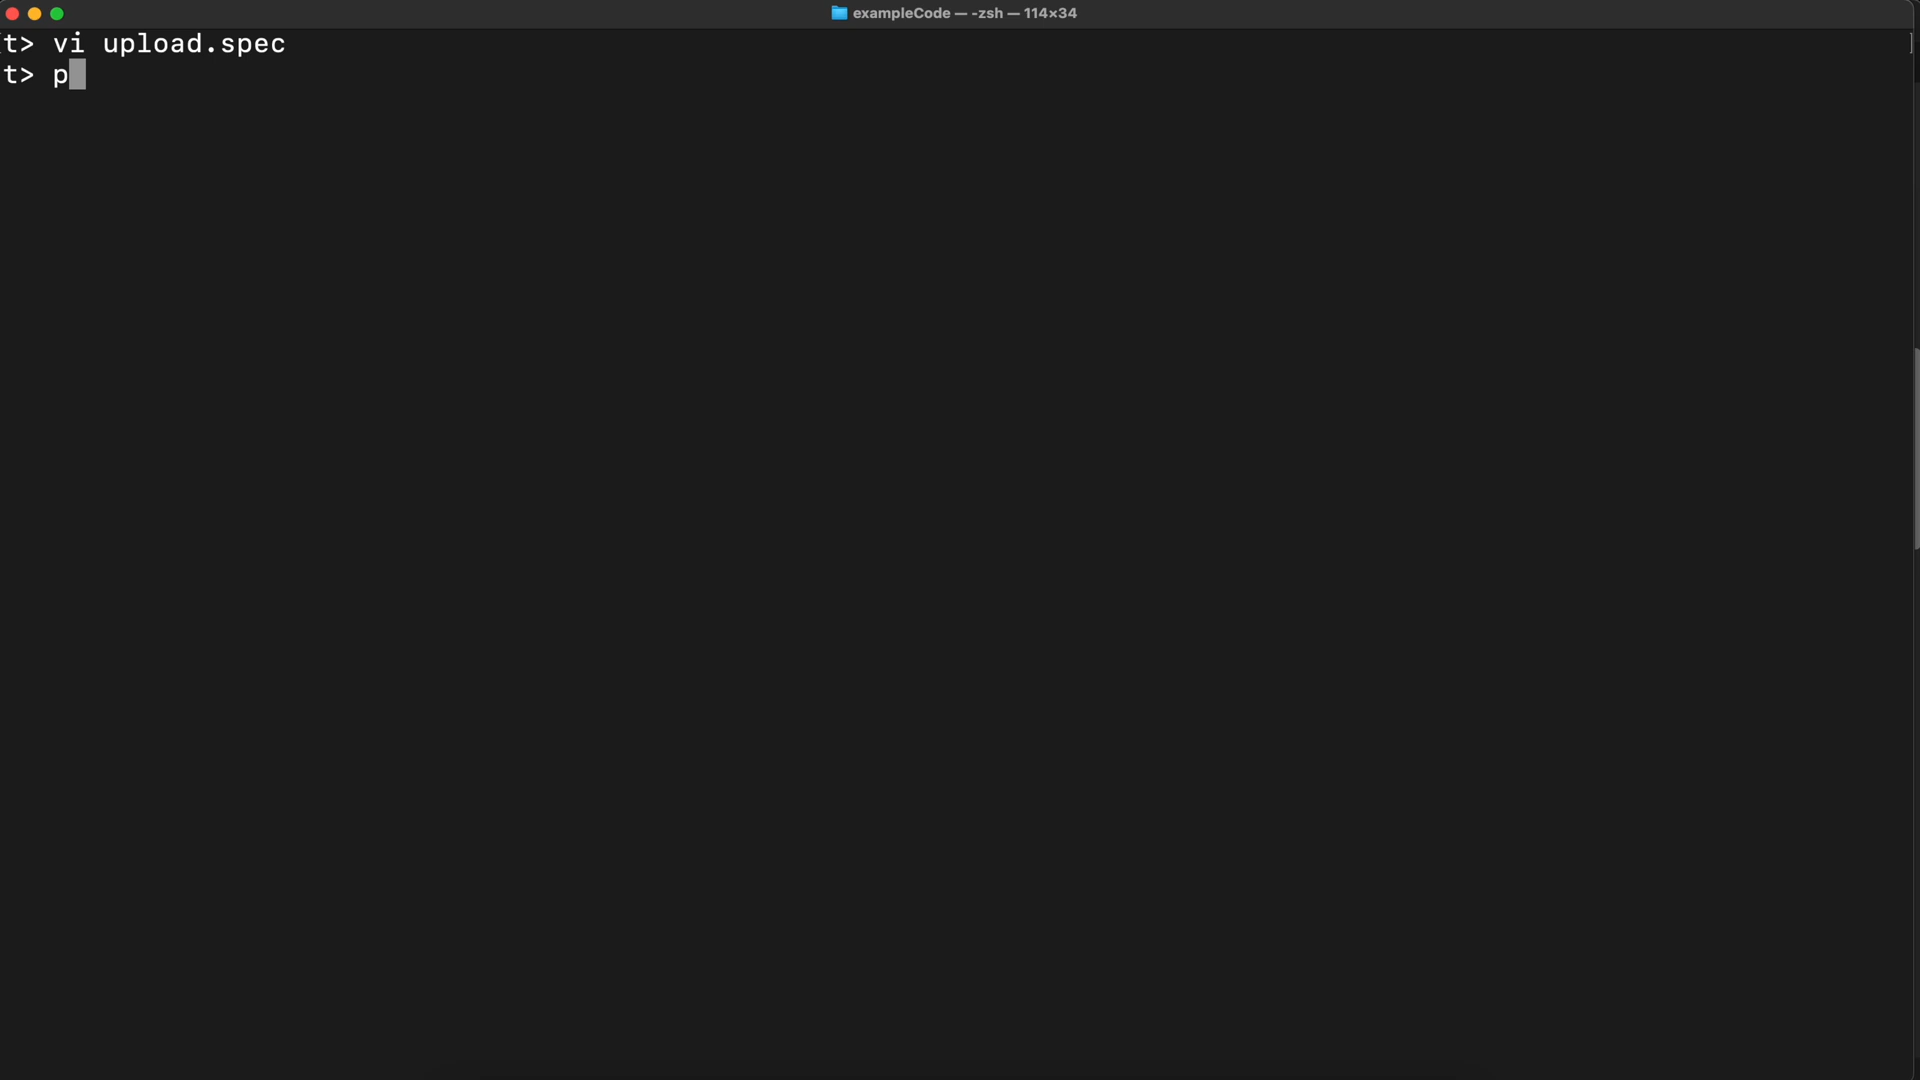 exampleCode — -zsh — 114×34
t> vi upload.spec
t> p